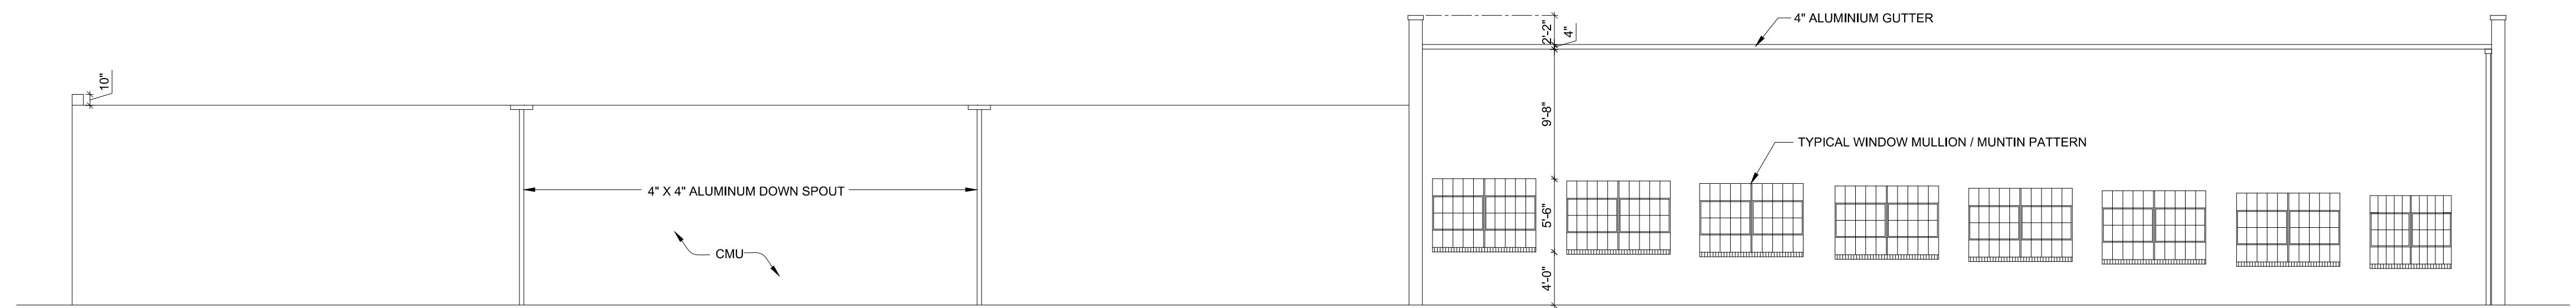 4" ALUMINIUM GUTTER
2'-2"
4"
10"
9'-8"
TYPICAL WINDOW MULLION / MUNTIN PATTERN
4" X 4" ALUMINUM DOWN SPOUT
5'-6"
CMU
4'-0"